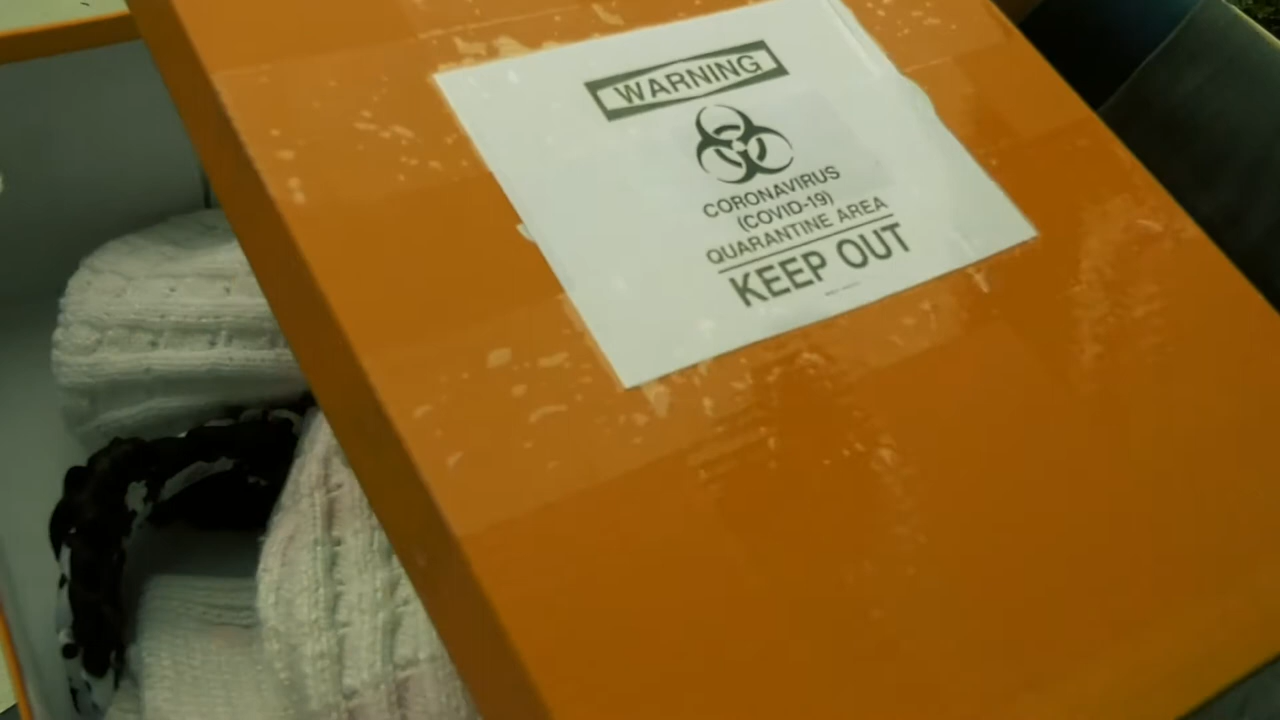 WARNING
CORONAVIRUS
(COVID-19)
QUARANTINE AREA
KEEP OUT